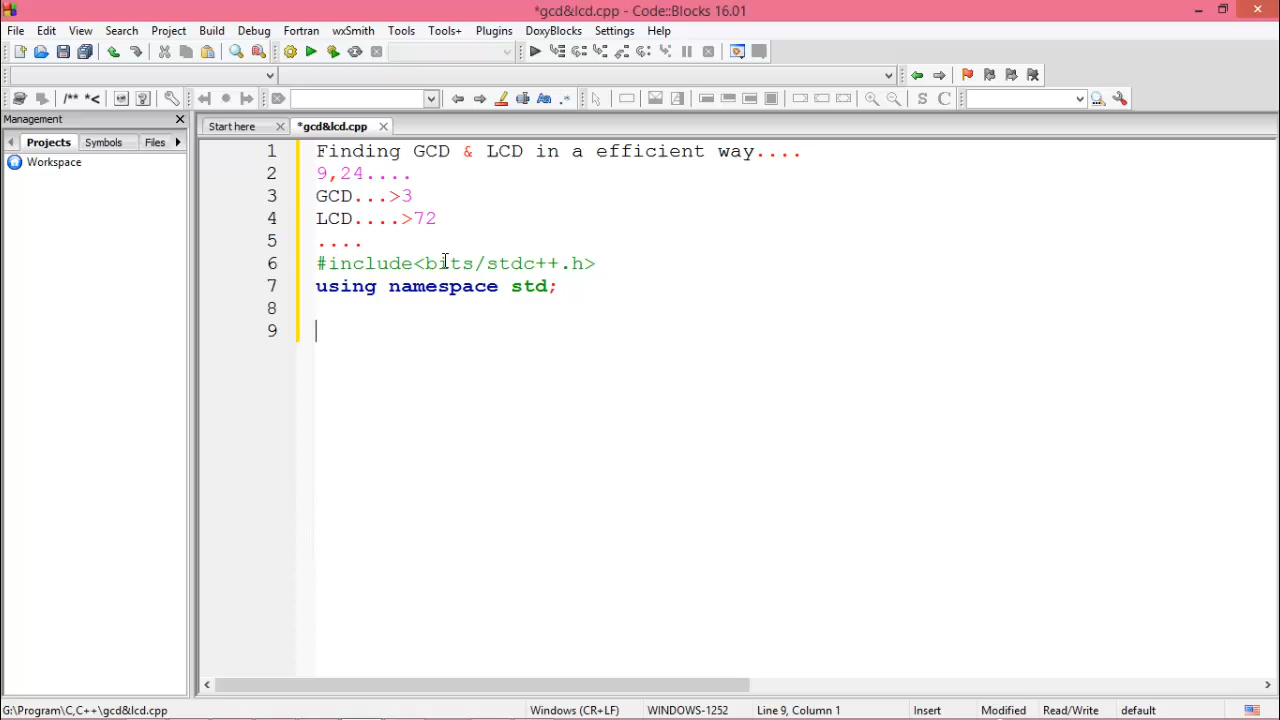 *gcd&lcd.cpp - Code::Blocks 16.01
File Edit View Search Project Build Debug Fortran wxSmith Tools Tools+ Plugins DoxyBlocks Settings Help
/** *<
S C
Management
Projects Symbols Files
Workspace
Start here *gcd&lcd.cpp
1 Finding GCD & LCD in a efficient way....
2 9,24....
3 GCD...>3
4 LCD....>72
5 ....
6 #include<bits/stdc++.h>
7 using namespace std;
8
9
G:\Program\C,C++\gcd&lcd.cpp Windows (CR+LF) WINDOWS-1252 Line 9, Column 1 Insert Modified Read/Write default